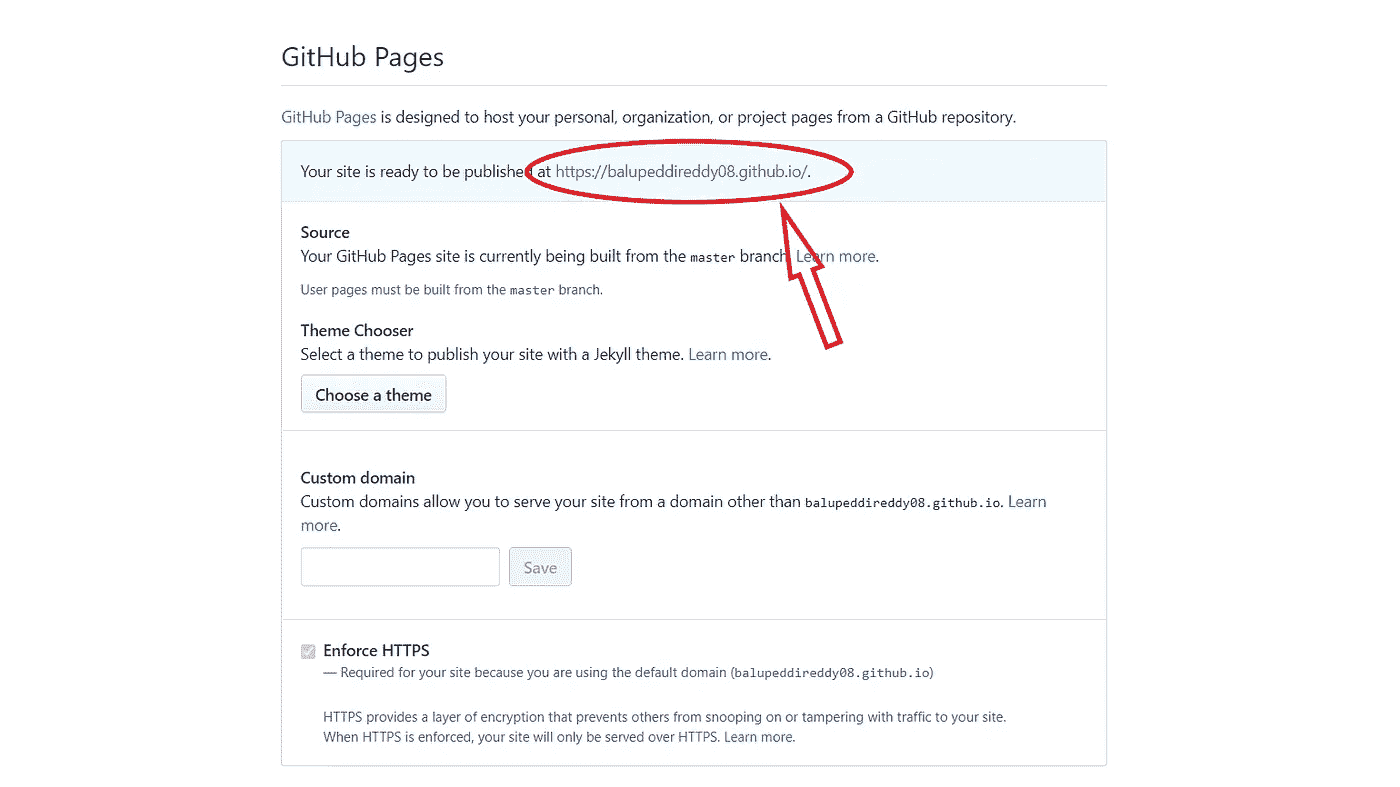 GitHub Pages
GitHub Pages is designed to host your personal, organization, or project pages from a GitHub repository.
Your site is ready to be published at https://balupeddireddy08.github.io/.
Source
Your GitHub Pages site is currently being built from the master branch. Learn more.
User pages must be built from the master branch.
Theme Chooser
Select a theme to publish your site with a Jekyll theme. Learn more.
Choose a theme
Custom domain
Custom domains allow you to serve your site from a domain other than balupeddireddy08.github.io. Learn
more.
Save
Enforce HTTPS
— Required for your site because you are using the default domain (balupeddireddy08.github.io)
HTTPS provides a layer of encryption that prevents others from snooping on or tampering with traffic to your site.
When HTTPS is enforced, your site will only be served over HTTPS. Learn more.